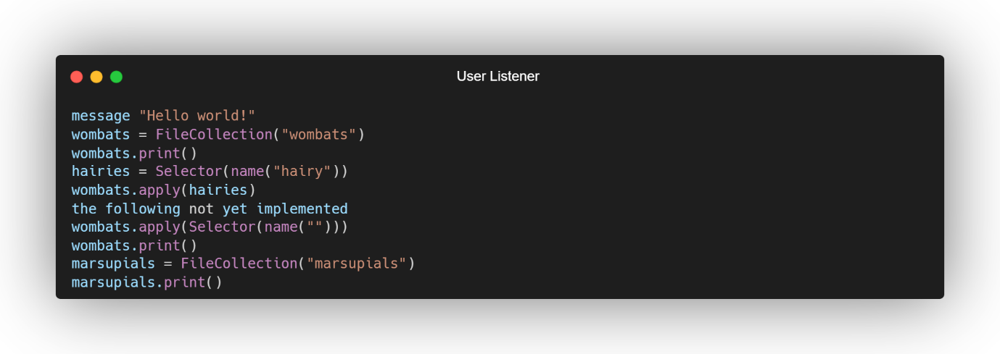 User Listener
message "Hello world!"
wombats = FileCollection("wombats")
wombats.print()
hairies = Selector(name("hairy"))
wombats.apply(hairies)
the following not yet implemented
wombats.apply(Selector(name("")))
wombats.print()
marsupials = FileCollection("marsupials")
marsupials.print()